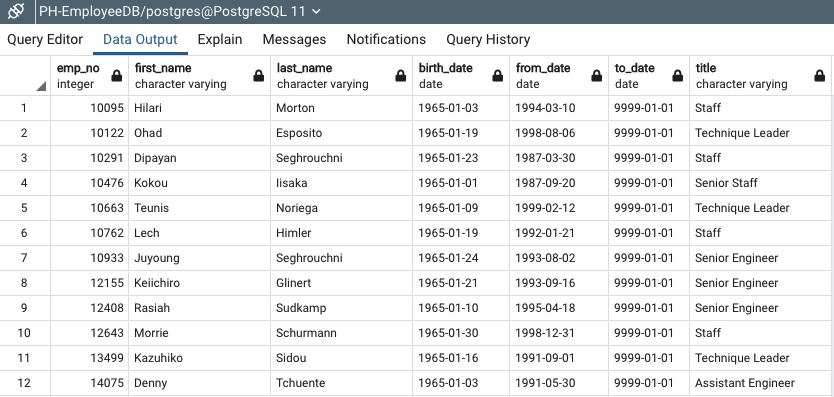 PH-EmployeeDB/postgres@PostgreSQL 11
Query Editor Data Output Explain Messages Notifications Query History
emp_no first_name last_name birth_date from_date to_date title
integer character varying character varying date date date character varying
1 10095 Hilari Morton 1965-01-03 1994-03-10 9999-01-01 Staff
2 10122 Ohad Esposito 1965-01-19 1998-08-06 9999-01-01 Technique Leader
3 10291 Dipayan Seghrouchni 1965-01-23 1987-03-30 9999-01-01 Staff
4 10476 Kokou Iisaka 1965-01-01 1987-09-20 9999-01-01 Senior Staff
5 10663 Teunis Noriega 1965-01-09 1999-02-12 9999-01-01 Technique Leader
6 10762 Lech Himler 1965-01-19 1992-01-21 9999-01-01 Staff
7 10933 Juyoung Seghrouchni 1965-01-24 1993-08-02 9999-01-01 Senior Engineer
8 12155 Keiichiro Glinert 1965-01-21 1993-09-16 9999-01-01 Senior Engineer
9 12408 Rasiah Sudkamp 1965-01-10 1995-04-18 9999-01-01 Senior Engineer
10 12643 Morrie Schurmann 1965-01-30 1998-12-31 9999-01-01 Staff
11 13499 Kazuhiko Sidou 1965-01-16 1991-09-01 9999-01-01 Technique Leader
12 14075 Denny Tchuente 1965-01-03 1991-05-30 9999-01-01 Assistant Engineer